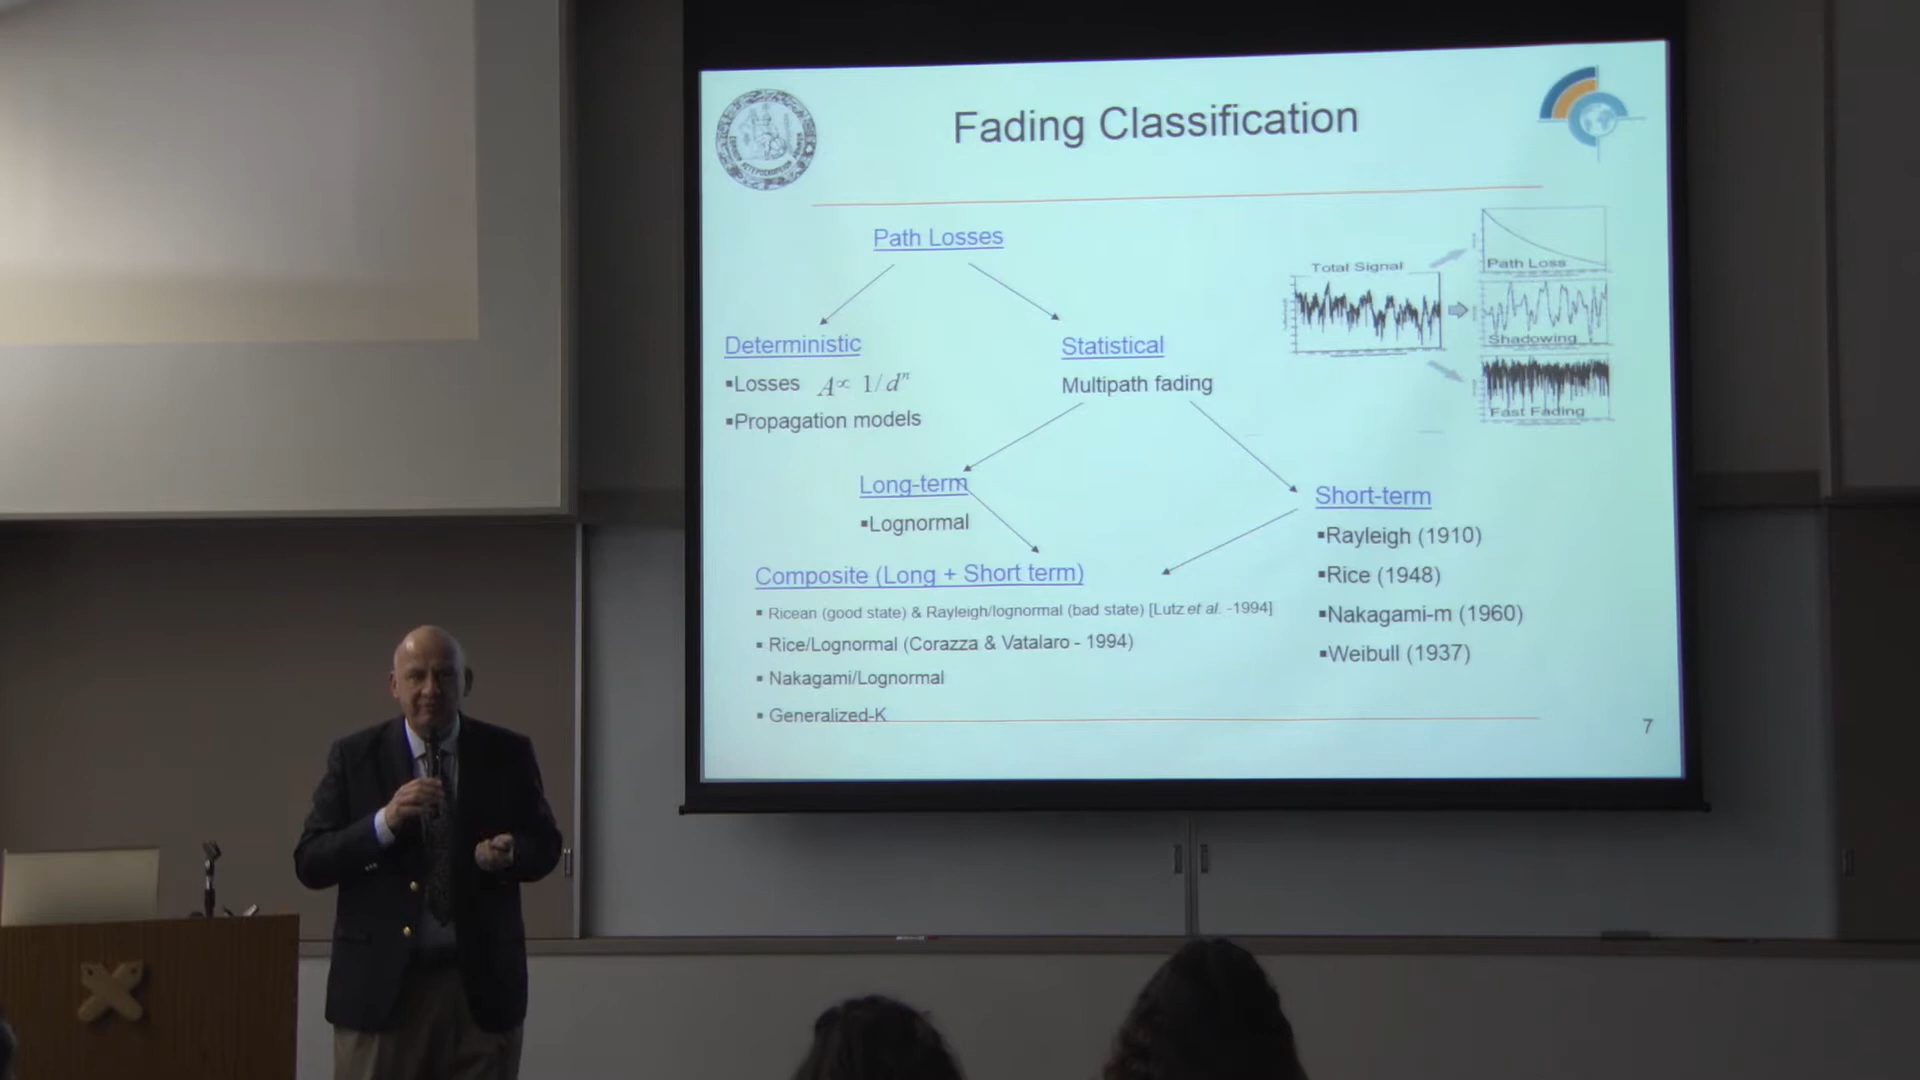 Fading Classification
Path Losses
Total Signal
Path Loss
Shadowing
Fast Fading
Deterministic
▪Losses A∝ 1/dⁿ
▪Propagation models
Statistical
Multipath fading
Long-term
▪Lognormal
Short-term
▪Rayleigh (1910)
▪Rice (1948)
▪Nakagami-m (1960)
▪Weibull (1937)
Composite (Long + Short term)
▪ Ricean (good state) & Rayleigh/lognormal (bad state) [Lutz et al. -1994]
▪ Rice/Lognormal (Corazza & Vatalaro - 1994)
▪ Nakagami/Lognormal
▪ Generalized-K
7